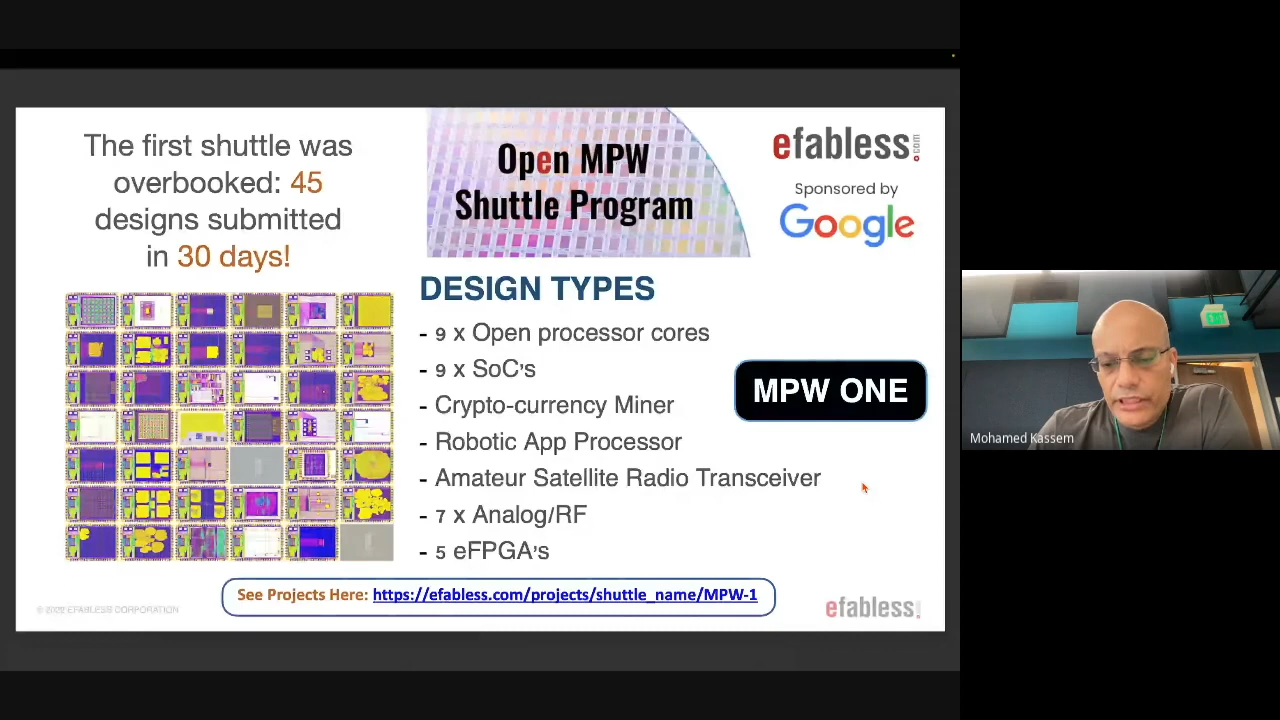 The first shuttle was
overbooked: 45
designs submitted
in 30 days!
Open MPW
Shuttle Program
efabless.com
Sponsored by
Google
DESIGN TYPES
- 9 x Open processor cores
- 9 x SoC's
- Crypto-currency Miner
- Robotic App Processor
- Amateur Satellite Radio Transceiver
- 7 x Analog/RF
- 5 eFPGA's
MPW ONE
See Projects Here: https://efabless.com/projects/shuttle_name/MPW-1
© 2022 EFABLESS CORPORATION
efabless
Mohamed Kassem